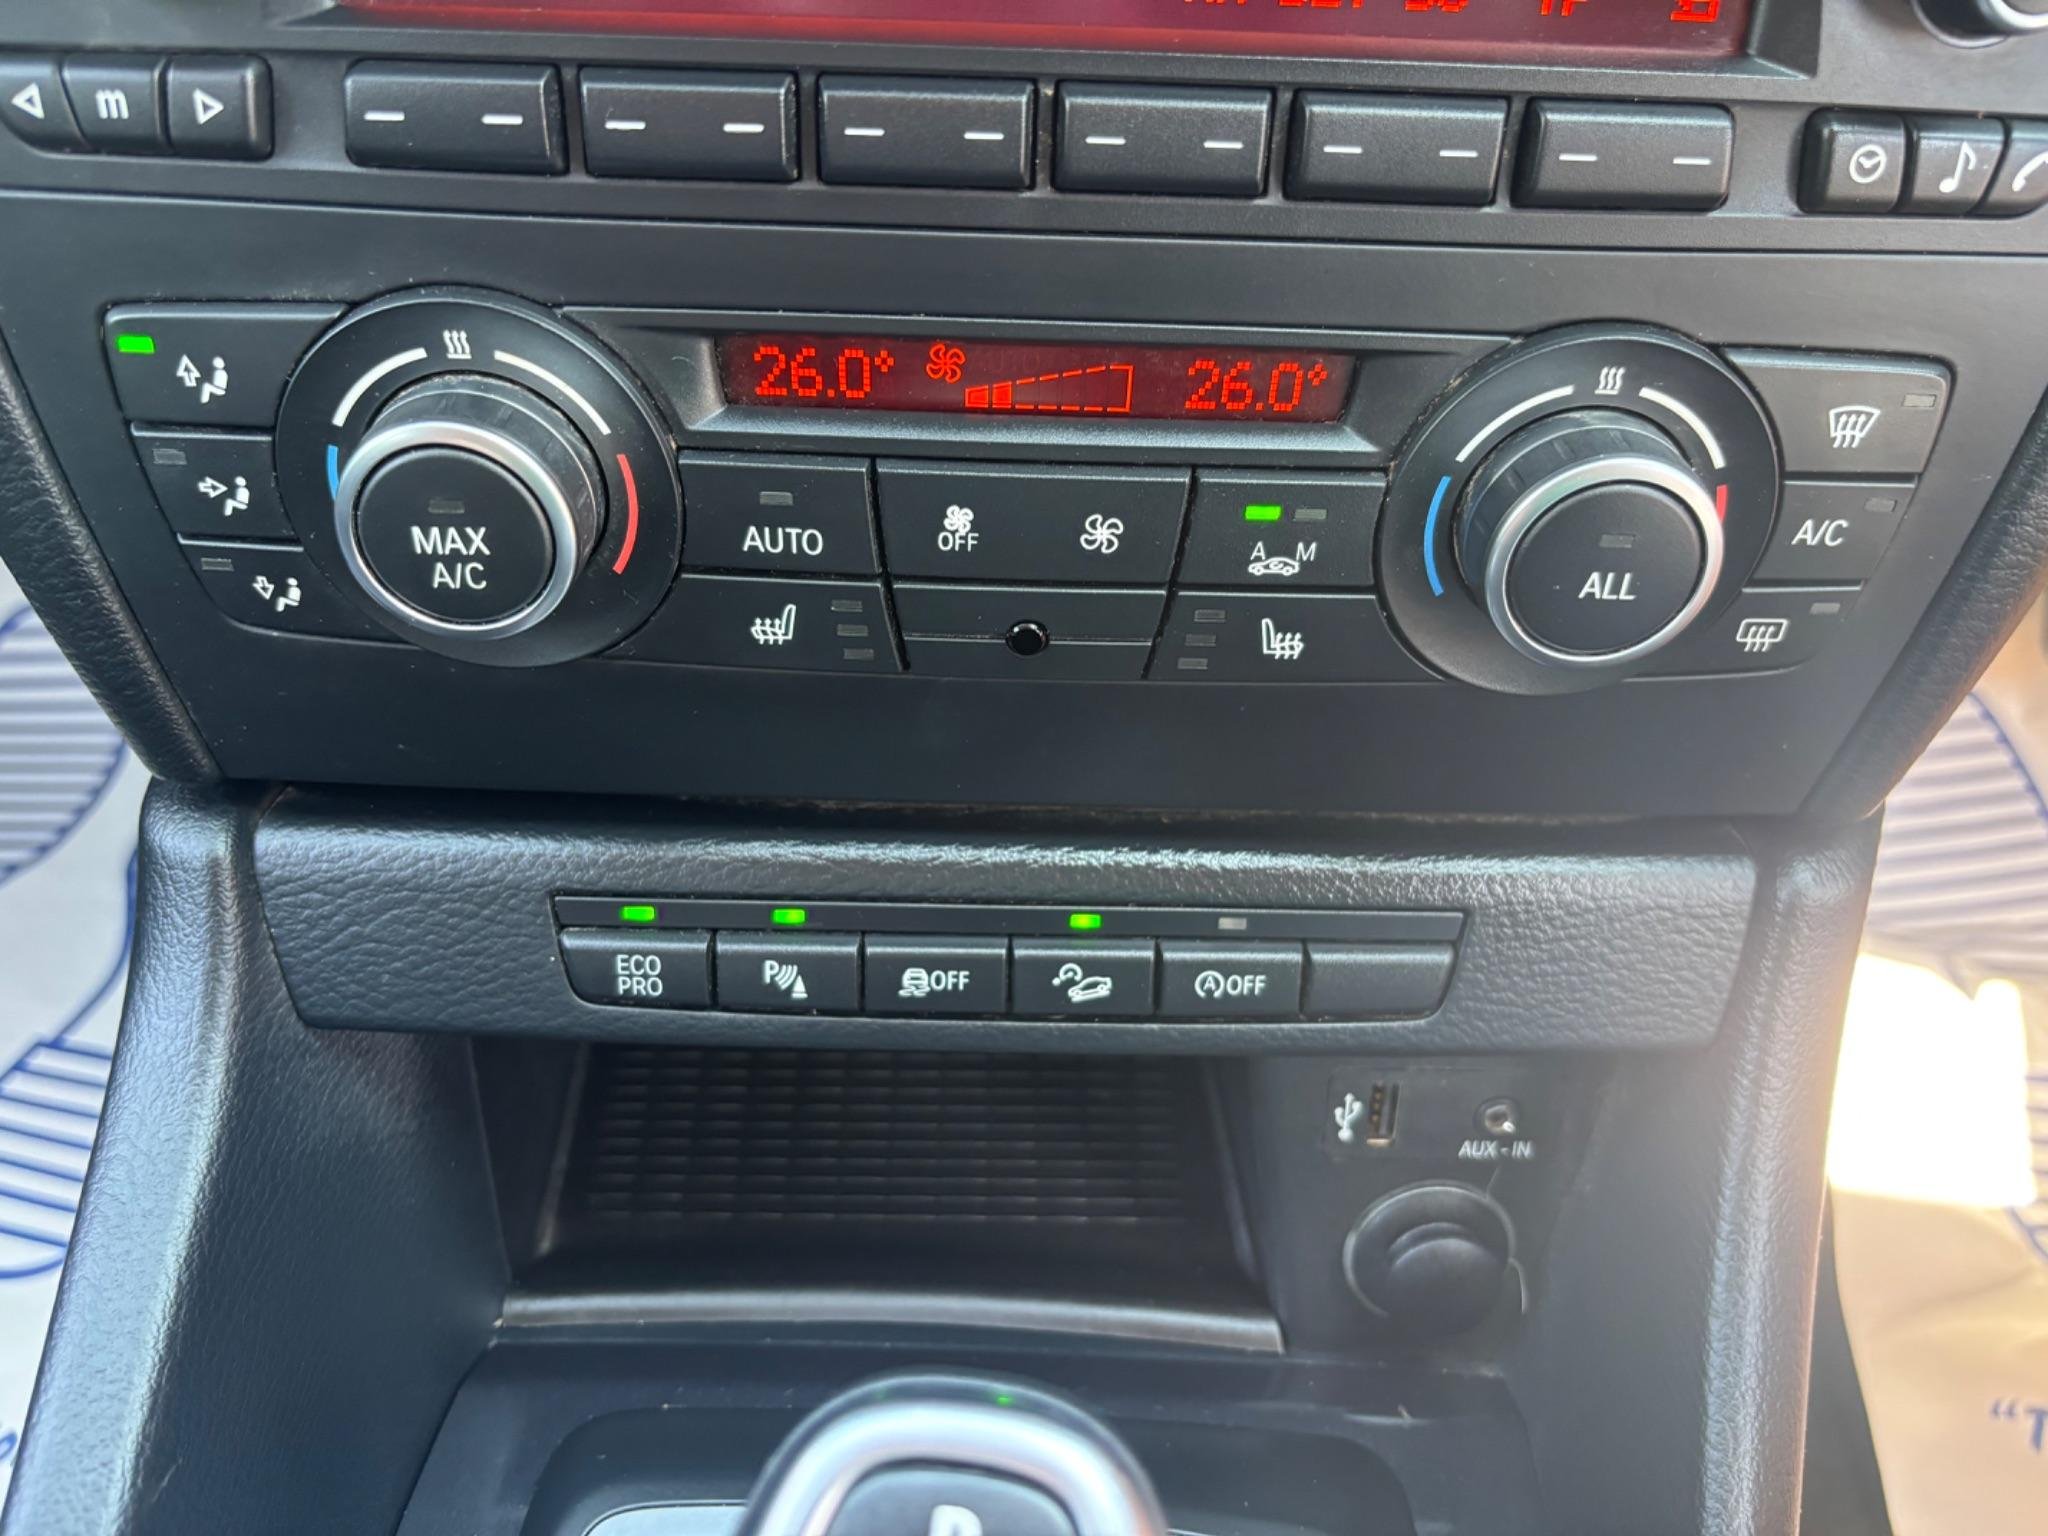 m
26.0° 26.0°
MAX
A/C
AUTO
OFF
A M
ALL
A/C
ECO
PRO
P
OFF
A OFF
AUX-IN
P
"T